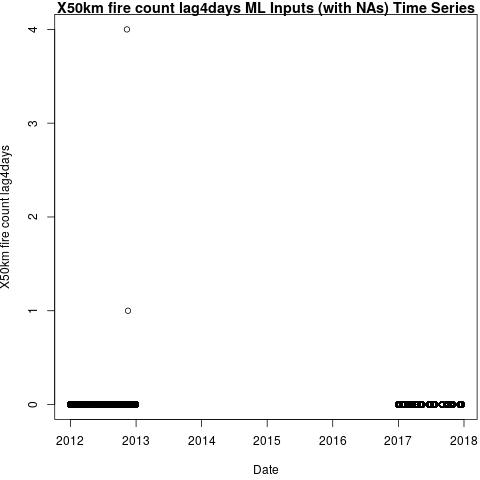 X50km fire count lag4days ML Inputs (with NAs) Time Series
X50km fire count lag4days
4
3
2
1
0
2012 2013 2014 2015 2016 2017 2018
Date